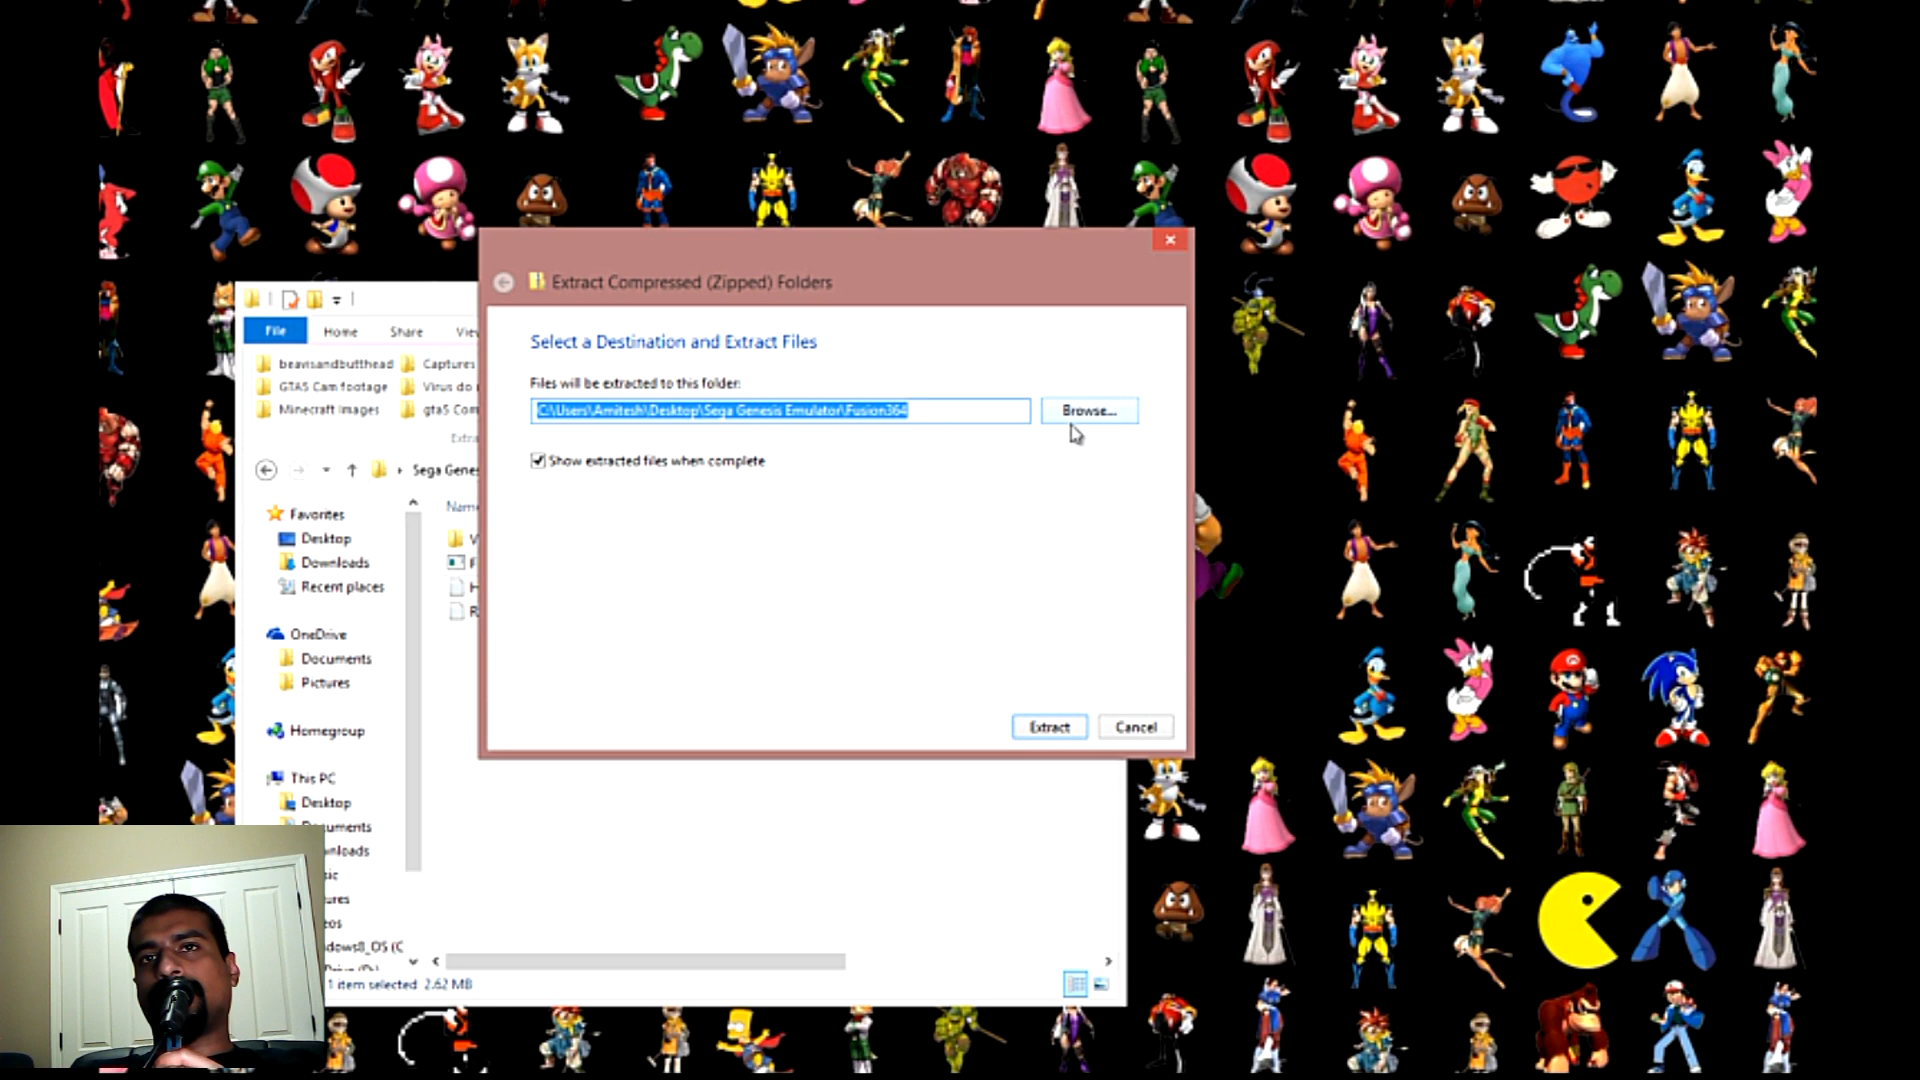 Extract Compressed (Zipped) Folders
Select a Destination and Extract Files
Files will be extracted to this folder:
C:\Users\Amitesh\Desktop\Sega Genesis Emulator\Fusion364
Browse...
Show extracted files when complete
Extract
Cancel
File
Home
Share
beavisandbutthead
Captures
GTA5 Cam footage
Virus do
Minecraft Images
gta5 Com
Extra
Sega Genes
Name
Favorites
Desktop
Downloads
Recent places
OneDrive
Documents
Pictures
Homegroup
This PC
Desktop
1 item selected 2.62 MB